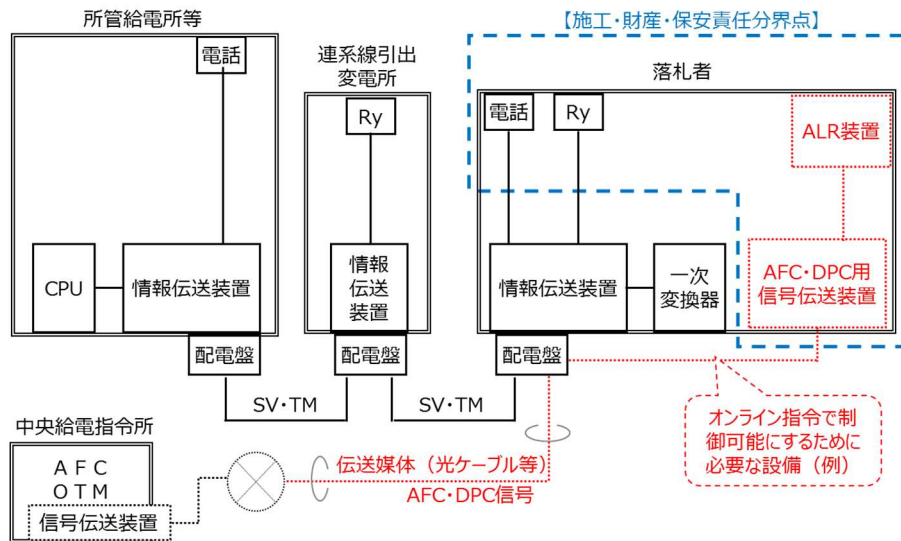 所管給電所等
電話
CPU
情報伝送装置
配電盤
連系線引出
変電所
Ry
情報
伝送
装置
配電盤
【施工・財産・保安責任分界点】
落札者
電話
Ry
ALR装置
情報伝送装置
一次
変換器
AFC・DPC用
信号伝送装置
配電盤
SV・TM
SV・TM
オンライン指令で制
御可能にするために
必要な設備（例）
中央給電指令所
ＡＦＣ
ＯＴＭ
信号伝送装置
伝送媒体（光ケーブル等）
AFC・DPC信号